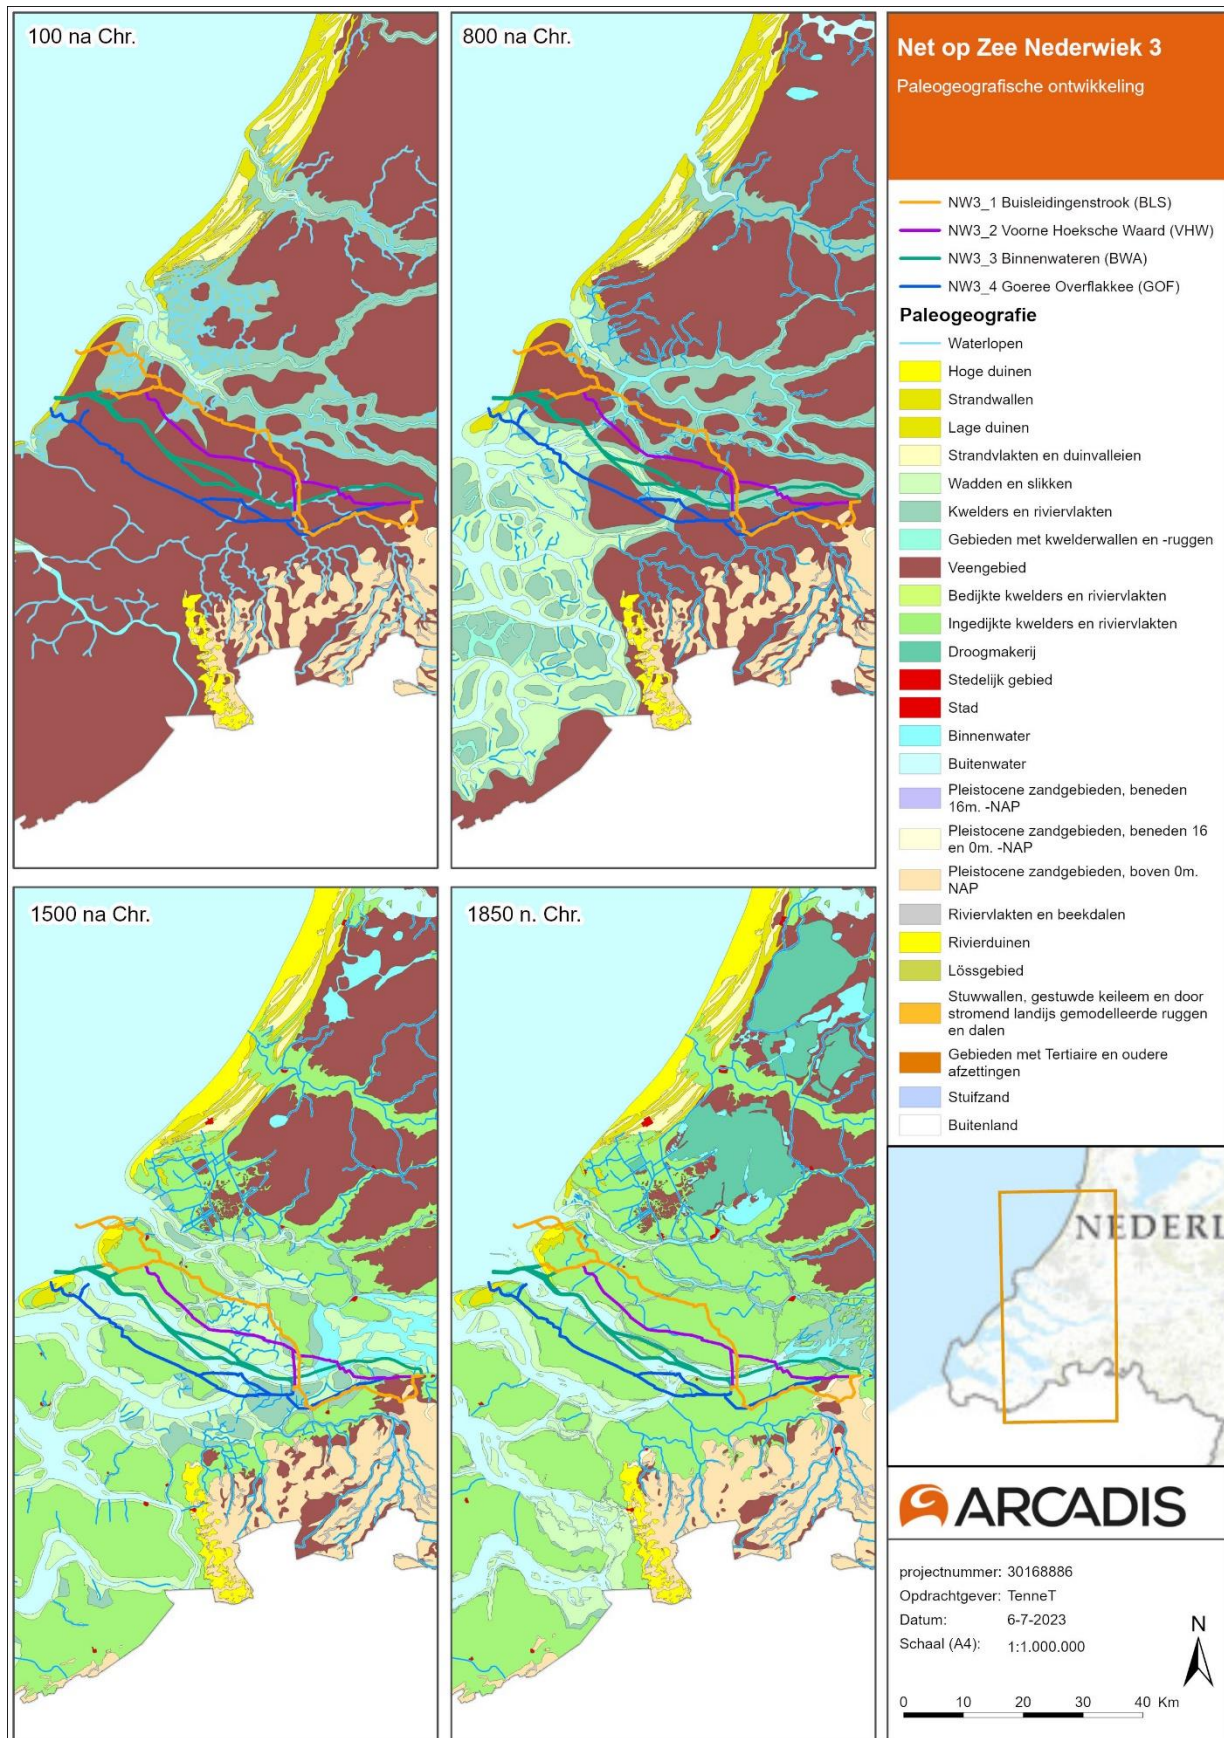 100 na Chr.
800 na Chr.
1500 na Chr.
1850 n. Chr.
Net op Zee Nederwiek 3
Paleogeografische ontwikkeling
NW3_1 Buisleidingenstrook (BLS)
NW3_2 Voorne Hoeksche Waard (VHW)
NW3_3 Binnenwateren (BWA)
NW3_4 Goeree Overflakkee (GOF)
Paleogeografie
Waterlopen
Hoge duinen
Strandwallen
Lage duinen
Strandvlakten en duinvalleien
Wadden en slikken
Kwelders en riviervlakten
Gebieden met kwelderwallen en -ruggen
Veengebied
Bedijkte kwelders en riviervlakten
Ingedijkte kwelders en riviervlakten
Droogmakerij
Stedelijk gebied
Stad
Binnenwater
Buitenwater
Pleistocene zandgebieden, beneden
16m. -NAP
Pleistocene zandgebieden, beneden 16
en 0m. -NAP
Pleistocene zandgebieden, boven 0m.
NAP
Riviervlakten en beekdalen
Rivierduinen
Lössgebied
Stuwwallen, gestuwde keileem en door
stromend landijs gemodelleerde ruggen
en dalen
Gebieden met Tertiaire en oudere
afzettingen
Stuifzand
Buitenland
NEDERL
ARCADIS
projectnummer: 30168886
Opdrachtgever: TenneT
Datum: 6-7-2023
Schaal (A4): 1:1.000.000
N
0 10 20 30 40 Km